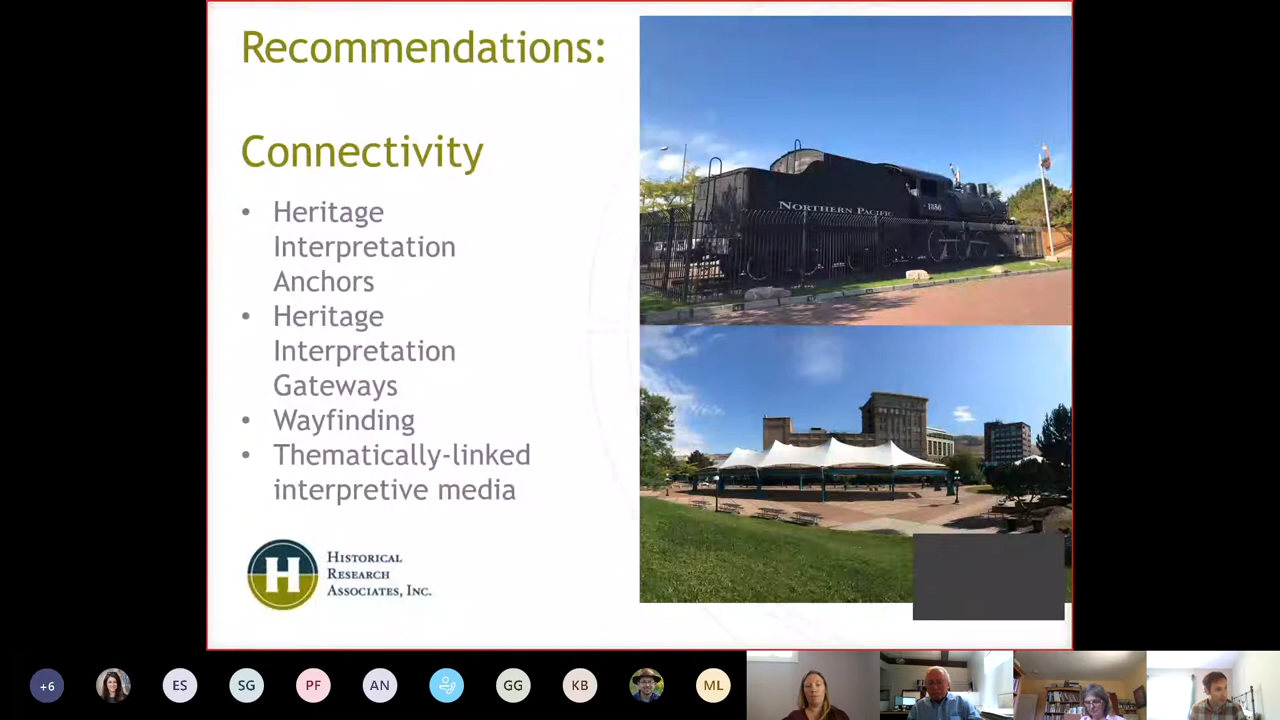 Recommendations:
Connectivity
• Heritage
Interpretation
Anchors
• Heritage
Interpretation
Gateways
• Wayfinding
• Thematically-linked
interpretive media
NORTHERN PACIFIC
1356
H
HISTORICAL
RESEARCH
ASSOCIATES, INC.
+6
ES
SG
PF
AN
GG
KB
ML